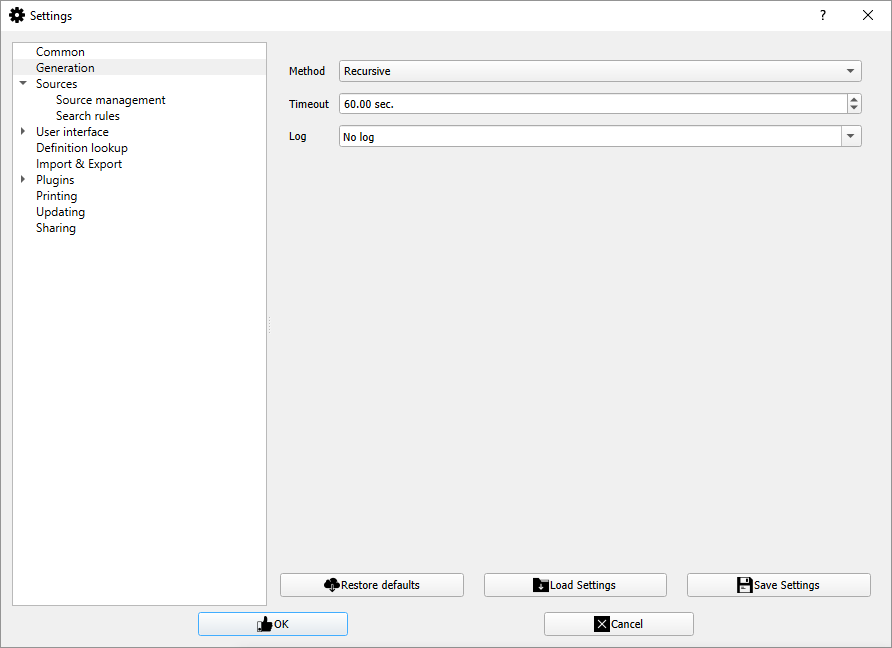 Settings
?
Common
Generation
Sources
Source management
Search rules
User interface
Definition lookup
Import & Export
Plugins
Printing
Updating
Sharing
Method Recursive
Timeout 60.00 sec.
Log No log
Restore defaults Load Settings Save Settings
OK Cancel